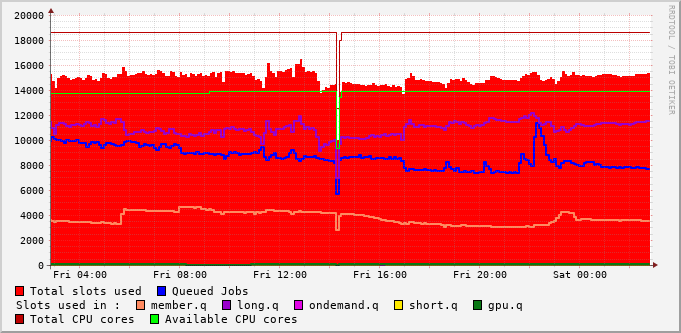 20000
18000
16000
14000
12000
10000
8000
6000
4000
2000
0
Fri 04:00 Fri 08:00 Fri 12:00 Fri 16:00 Fri 20:00 Sat 00:00
Total slots used Queued Jobs
Slots used in : member.q long.q ondemand.q short.q gpu.q
Total CPU cores Available CPU cores
RRDTOOL / TOBI OETIKER